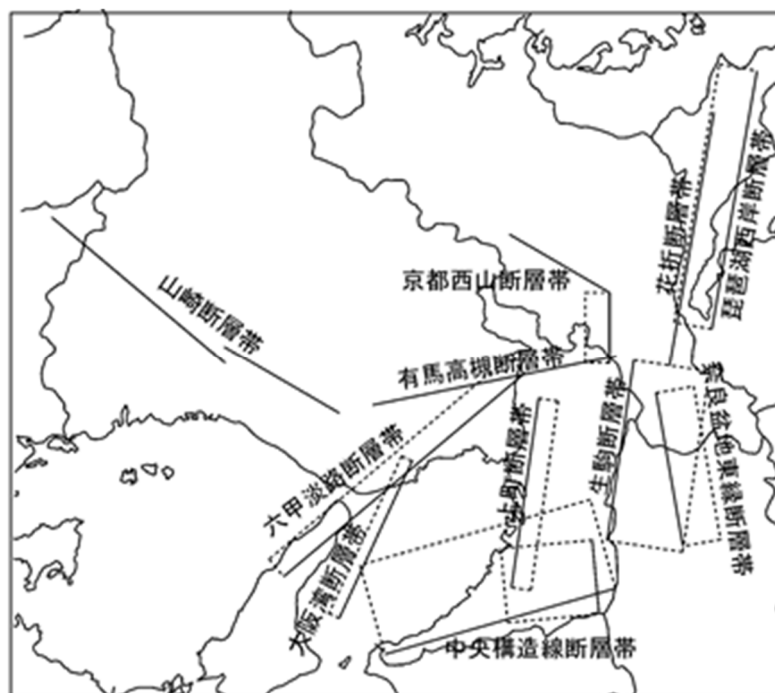 花折断層帯
琵琶湖西岸断層帯
京都西山断層帯
山崎断層帯
有馬高槻断層帯
六甲淡路断層帯
大阪湾断層帯
上町断層帯
生駒断層帯
奈良盆地東縁断層帯
中央構造線断層帯